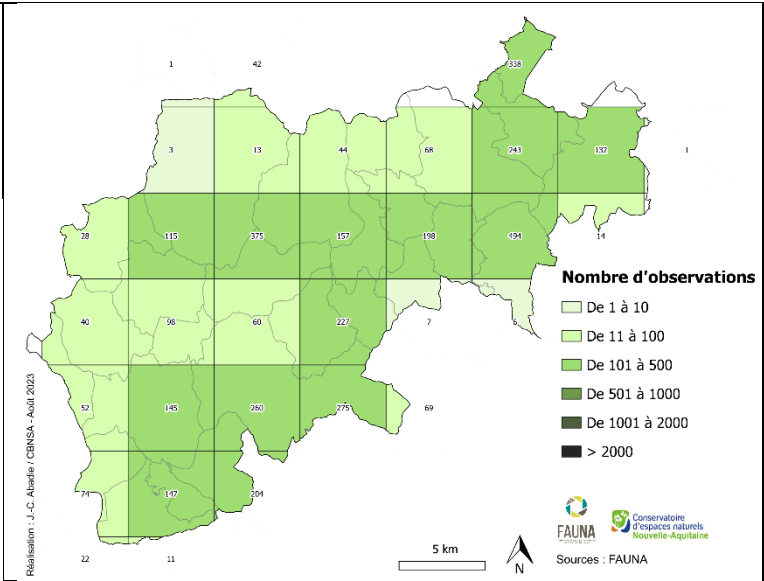 338
1 42
3 13 44 68 243 132 1
28 115 375 157 198 494 14
Nombre d'observations
De 1 à 10
De 11 à 100
De 101 à 500
De 501 à 1000
De 1001 à 2000
> 2000
40 98 60 227 7
52 145 260 275 69
74 147 204
22 11
Réalisation : J.-C. Abadie / CBNSA - Août 2023
5 km
N
FAUNA
Conservatoire
d'espaces naturels
Nouvelle-Aquitaine
Sources : FAUNA